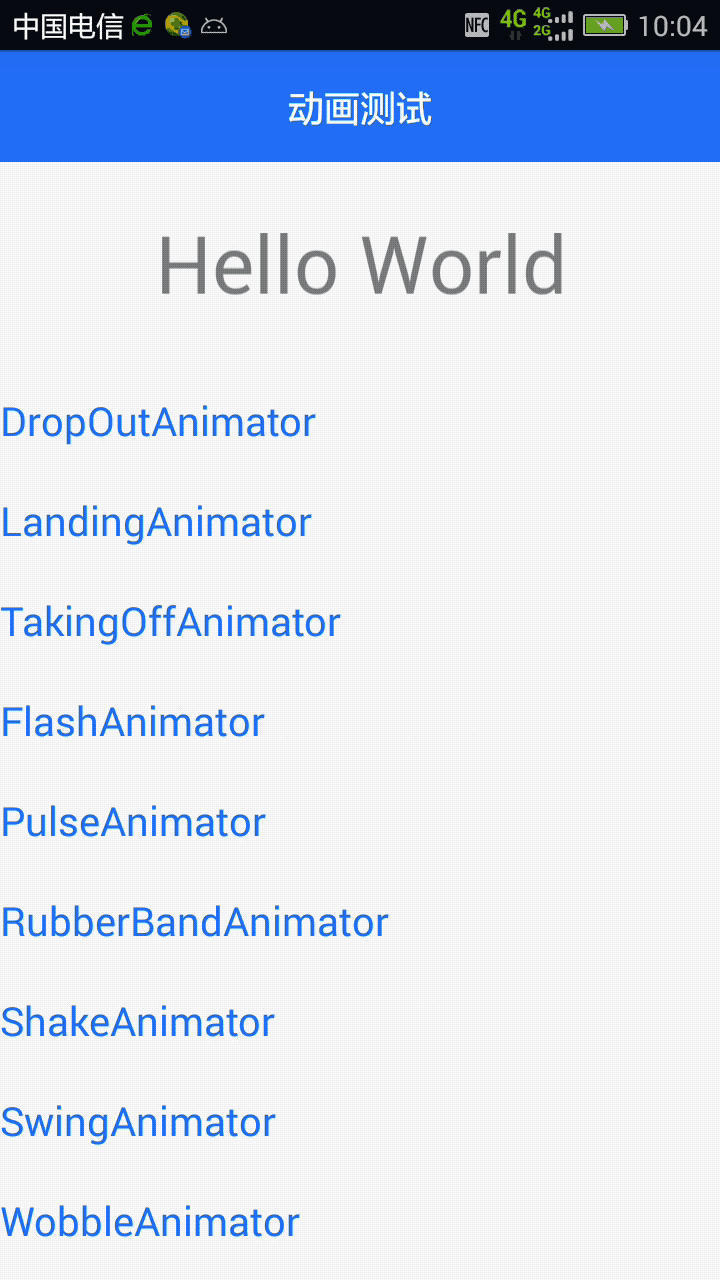 中国电信 NFC 4G 4G 2G 10:04
动画测试
Hello World
DropOutAnimator
LandingAnimator
TakingOffAnimator
FlashAnimator
PulseAnimator
RubberBandAnimator
ShakeAnimator
SwingAnimator
WobbleAnimator